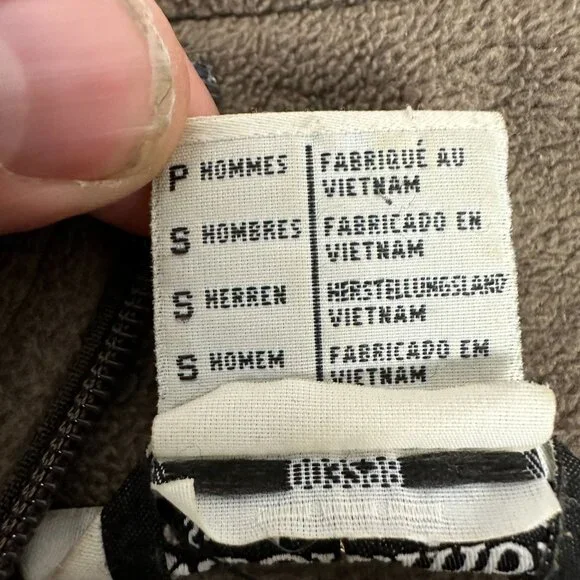 P HOMMES FABRIQUÉ AU
VIETNAM
S HOMBRES FABRICADO EN
VIETNAM
S HERREN HERSTELLUNGSLAND
VIETNAM
S HOMEM FABRICADO EM
VIETNAM